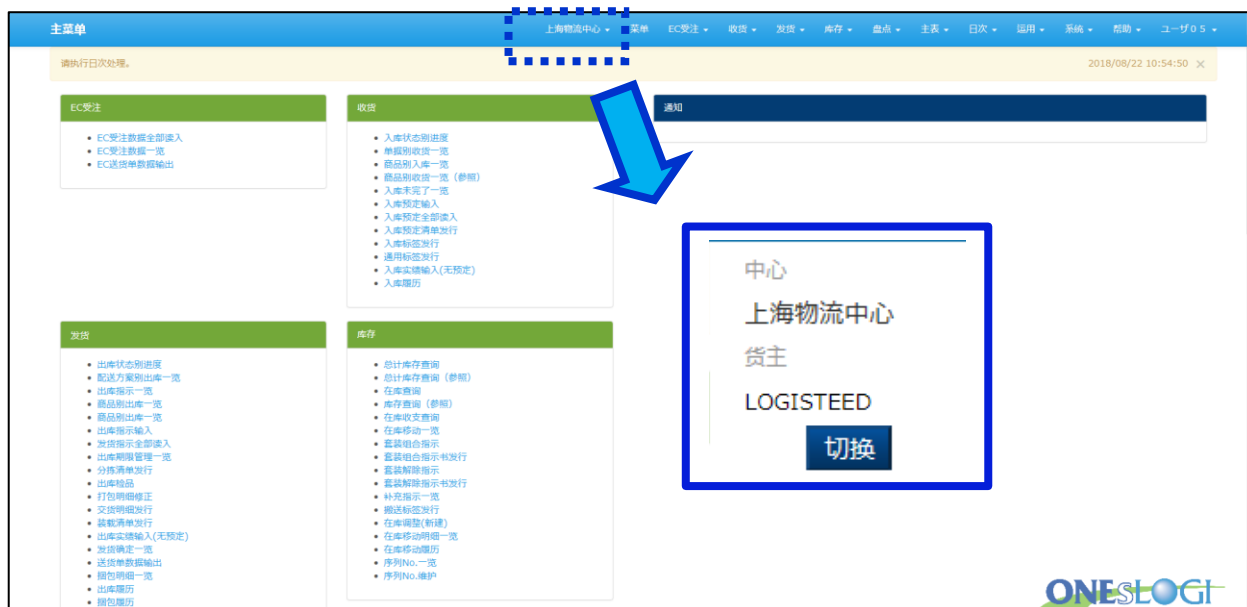 主菜单
上海物流中心 菜单 EC受注 收货 发货 库存 盘点 主表 日次 运用 系统 帮助 ユーザ０５
请执行日次处理。
2018/08/22 10:54:50
EC受注
EC受注数据全部读入
EC受注数据一览
EC送货单数据输出
收货
入库状态别进度
单据别收货一览
商品别入库一览
商品别收货一览（参照）
入库未完了一览
入库预定输入
入库预定全部读入
入库预定清单发行
入库标签发行
通用标签发行
入库实绩输入(无预定)
入库履历
通知
中心
上海物流中心
货主
LOGISTEED
切换
发货
出库状态别进度
配送方案别出库一览
出库指示一览
商品别出库一览
商品别出库一览
出库指示输入
发货指示全部读入
出库期限管理一览
分拣清单发行
出库检品
打包明细修正
交货明细发行
装载清单发行
出库实绩输入(无预定)
发货确定一览
送货单数据输出
捆包明细一览
出库履历
捆包履历
库存
总计库存查询
总计库存查询（参照）
在库查询
库存查询（参照）
在库收支查询
在库移动一览
套装组合指示
套装组合指示书发行
套装解除指示
套装解除指示书发行
补充指示一览
搬送标签发行
在库调整(新建)
在库移动明细一览
在库移动履历
序列No.一览
序列No.维护
ONEsLOGI